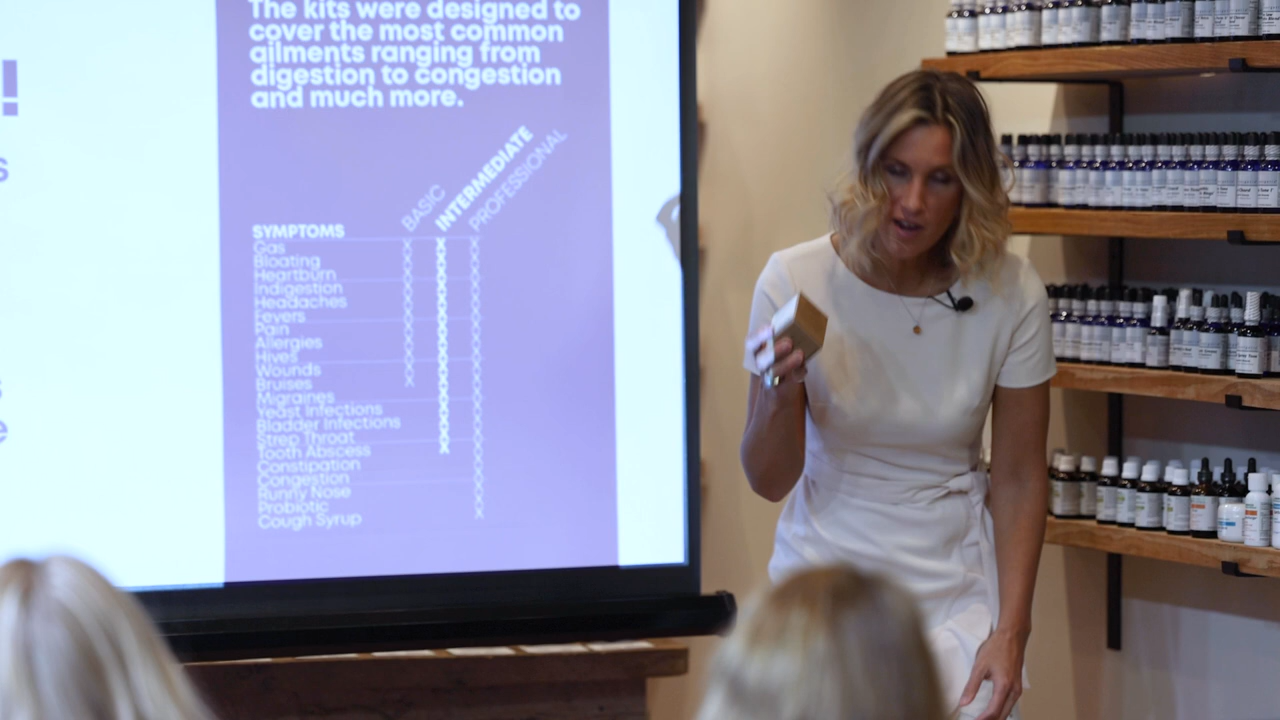 !
s
s
e
The kits were designed to
cover the most common
ailments ranging from
digestion to congestion
and much more.
BASIC
INTERMEDIATE
PROFESSIONAL
SYMPTOMS
Gas X X X
Bloating X X X
Heartburn X X X
Indigestion X X X
Headaches X X X
Fevers X X X
Pain X X X
Allergies X X X
Hives X X X
Wounds X X X
Bruises X X X
Migraines X X
Yeast Infections X X
Bladder Infections X X
Strep Throat X X
Tooth Abscess X X
Constipation X
Congestion X
Runny Nose X
Probiotic X
Cough Syrup X